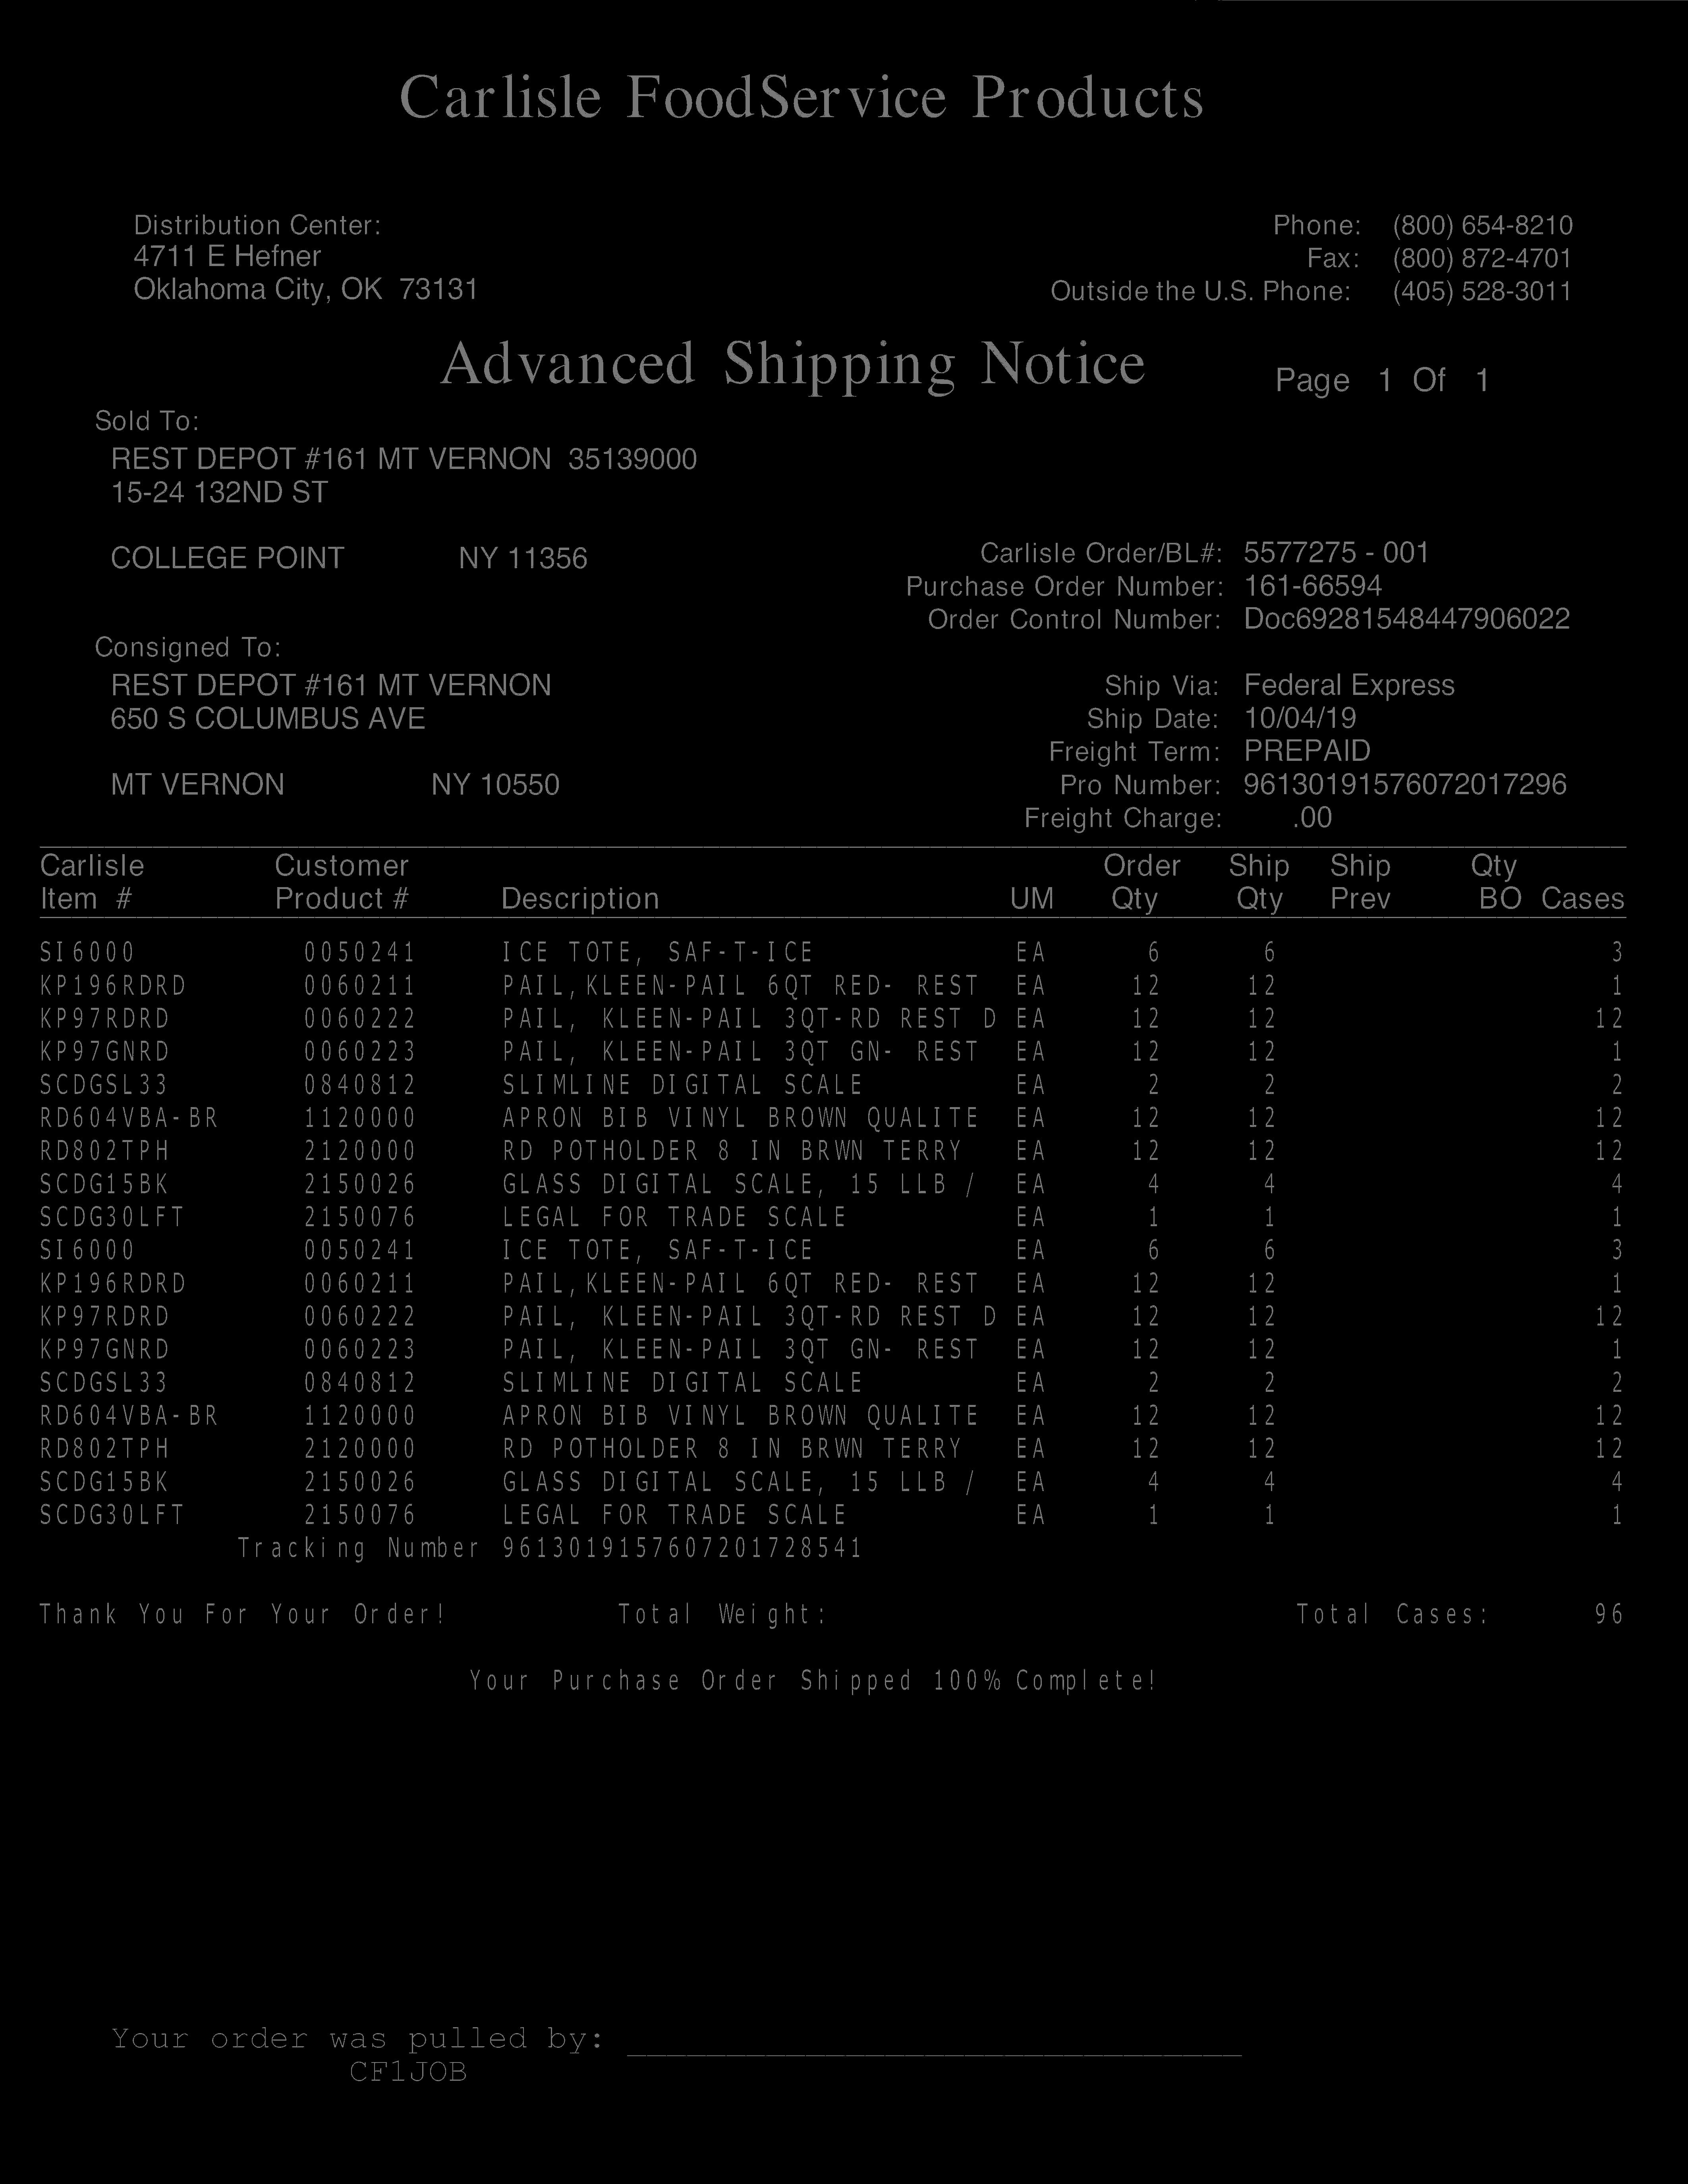 Carlisle FoodService Products
Distribution Center:
4711 E Hefner
Oklahoma City, OK 73131
Phone: (800) 654-8210
Fax: (800) 872-4701
Outside the U.S. Phone: (405) 528-3011
Advanced Shipping Notice Page 1 Of 1
Sold To:
REST DEPOT #161 MT VERNON 35139000
15-24 132ND ST
COLLEGE POINT NY 11356
Carlisle Order/BL#: 5577275 - 001
Purchase Order Number: 161-66594
Order Control Number: Doc69281548447906022
Consigned To:
REST DEPOT #161 MT VERNON
650 S COLUMBUS AVE
MT VERNON NY 10550
Ship Via: Federal Express
Ship Date: 10/04/19
Freight Term: PREPAID
Pro Number: 96130191576072017296
Freight Charge: .00
Carlisle Customer Order Ship Ship Qty
Item # Product # Description UM Qty Qty Prev BO Cases
SI6000 0050241 ICE TOTE, SAF-T-ICE EA 6 6 3
KP196RDRD 0060211 PAIL,KLEEN-PAIL 6QT RED- REST EA 12 12 1
KP97RDRD 0060222 PAIL, KLEEN-PAIL 3QT-RD REST D EA 12 12 12
KP97GNRD 0060223 PAIL, KLEEN-PAIL 3QT GN- REST EA 12 12 1
SCDGSL33 0840812 SLIMLINE DIGITAL SCALE EA 2 2 2
RD604VBA-BR 1120000 APRON BIB VINYL BROWN QUALITE EA 12 12 12
RD802TPH 2120000 RD POTHOLDER 8 IN BRWN TERRY EA 12 12 12
SCDG15BK 2150026 GLASS DIGITAL SCALE, 15 LLB / EA 4 4 4
SCDG30LFT 2150076 LEGAL FOR TRADE SCALE EA 1 1 1
SI6000 0050241 ICE TOTE, SAF-T-ICE EA 6 6 3
KP196RDRD 0060211 PAIL,KLEEN-PAIL 6QT RED- REST EA 12 12 1
KP97RDRD 0060222 PAIL, KLEEN-PAIL 3QT-RD REST D EA 12 12 12
KP97GNRD 0060223 PAIL, KLEEN-PAIL 3QT GN- REST EA 12 12 1
SCDGSL33 0840812 SLIMLINE DIGITAL SCALE EA 2 2 2
RD604VBA-BR 1120000 APRON BIB VINYL BROWN QUALITE EA 12 12 12
RD802TPH 2120000 RD POTHOLDER 8 IN BRWN TERRY EA 12 12 12
SCDG15BK 2150026 GLASS DIGITAL SCALE, 15 LLB / EA 4 4 4
SCDG30LFT 2150076 LEGAL FOR TRADE SCALE EA 1 1 1
Tracking Number 9613019157607201728541
Thank You For Your Order! Total Weight: Total Cases: 96
Your Purchase Order Shipped 100% Complete!
Your order was pulled by: _______________________________
CF1JOB